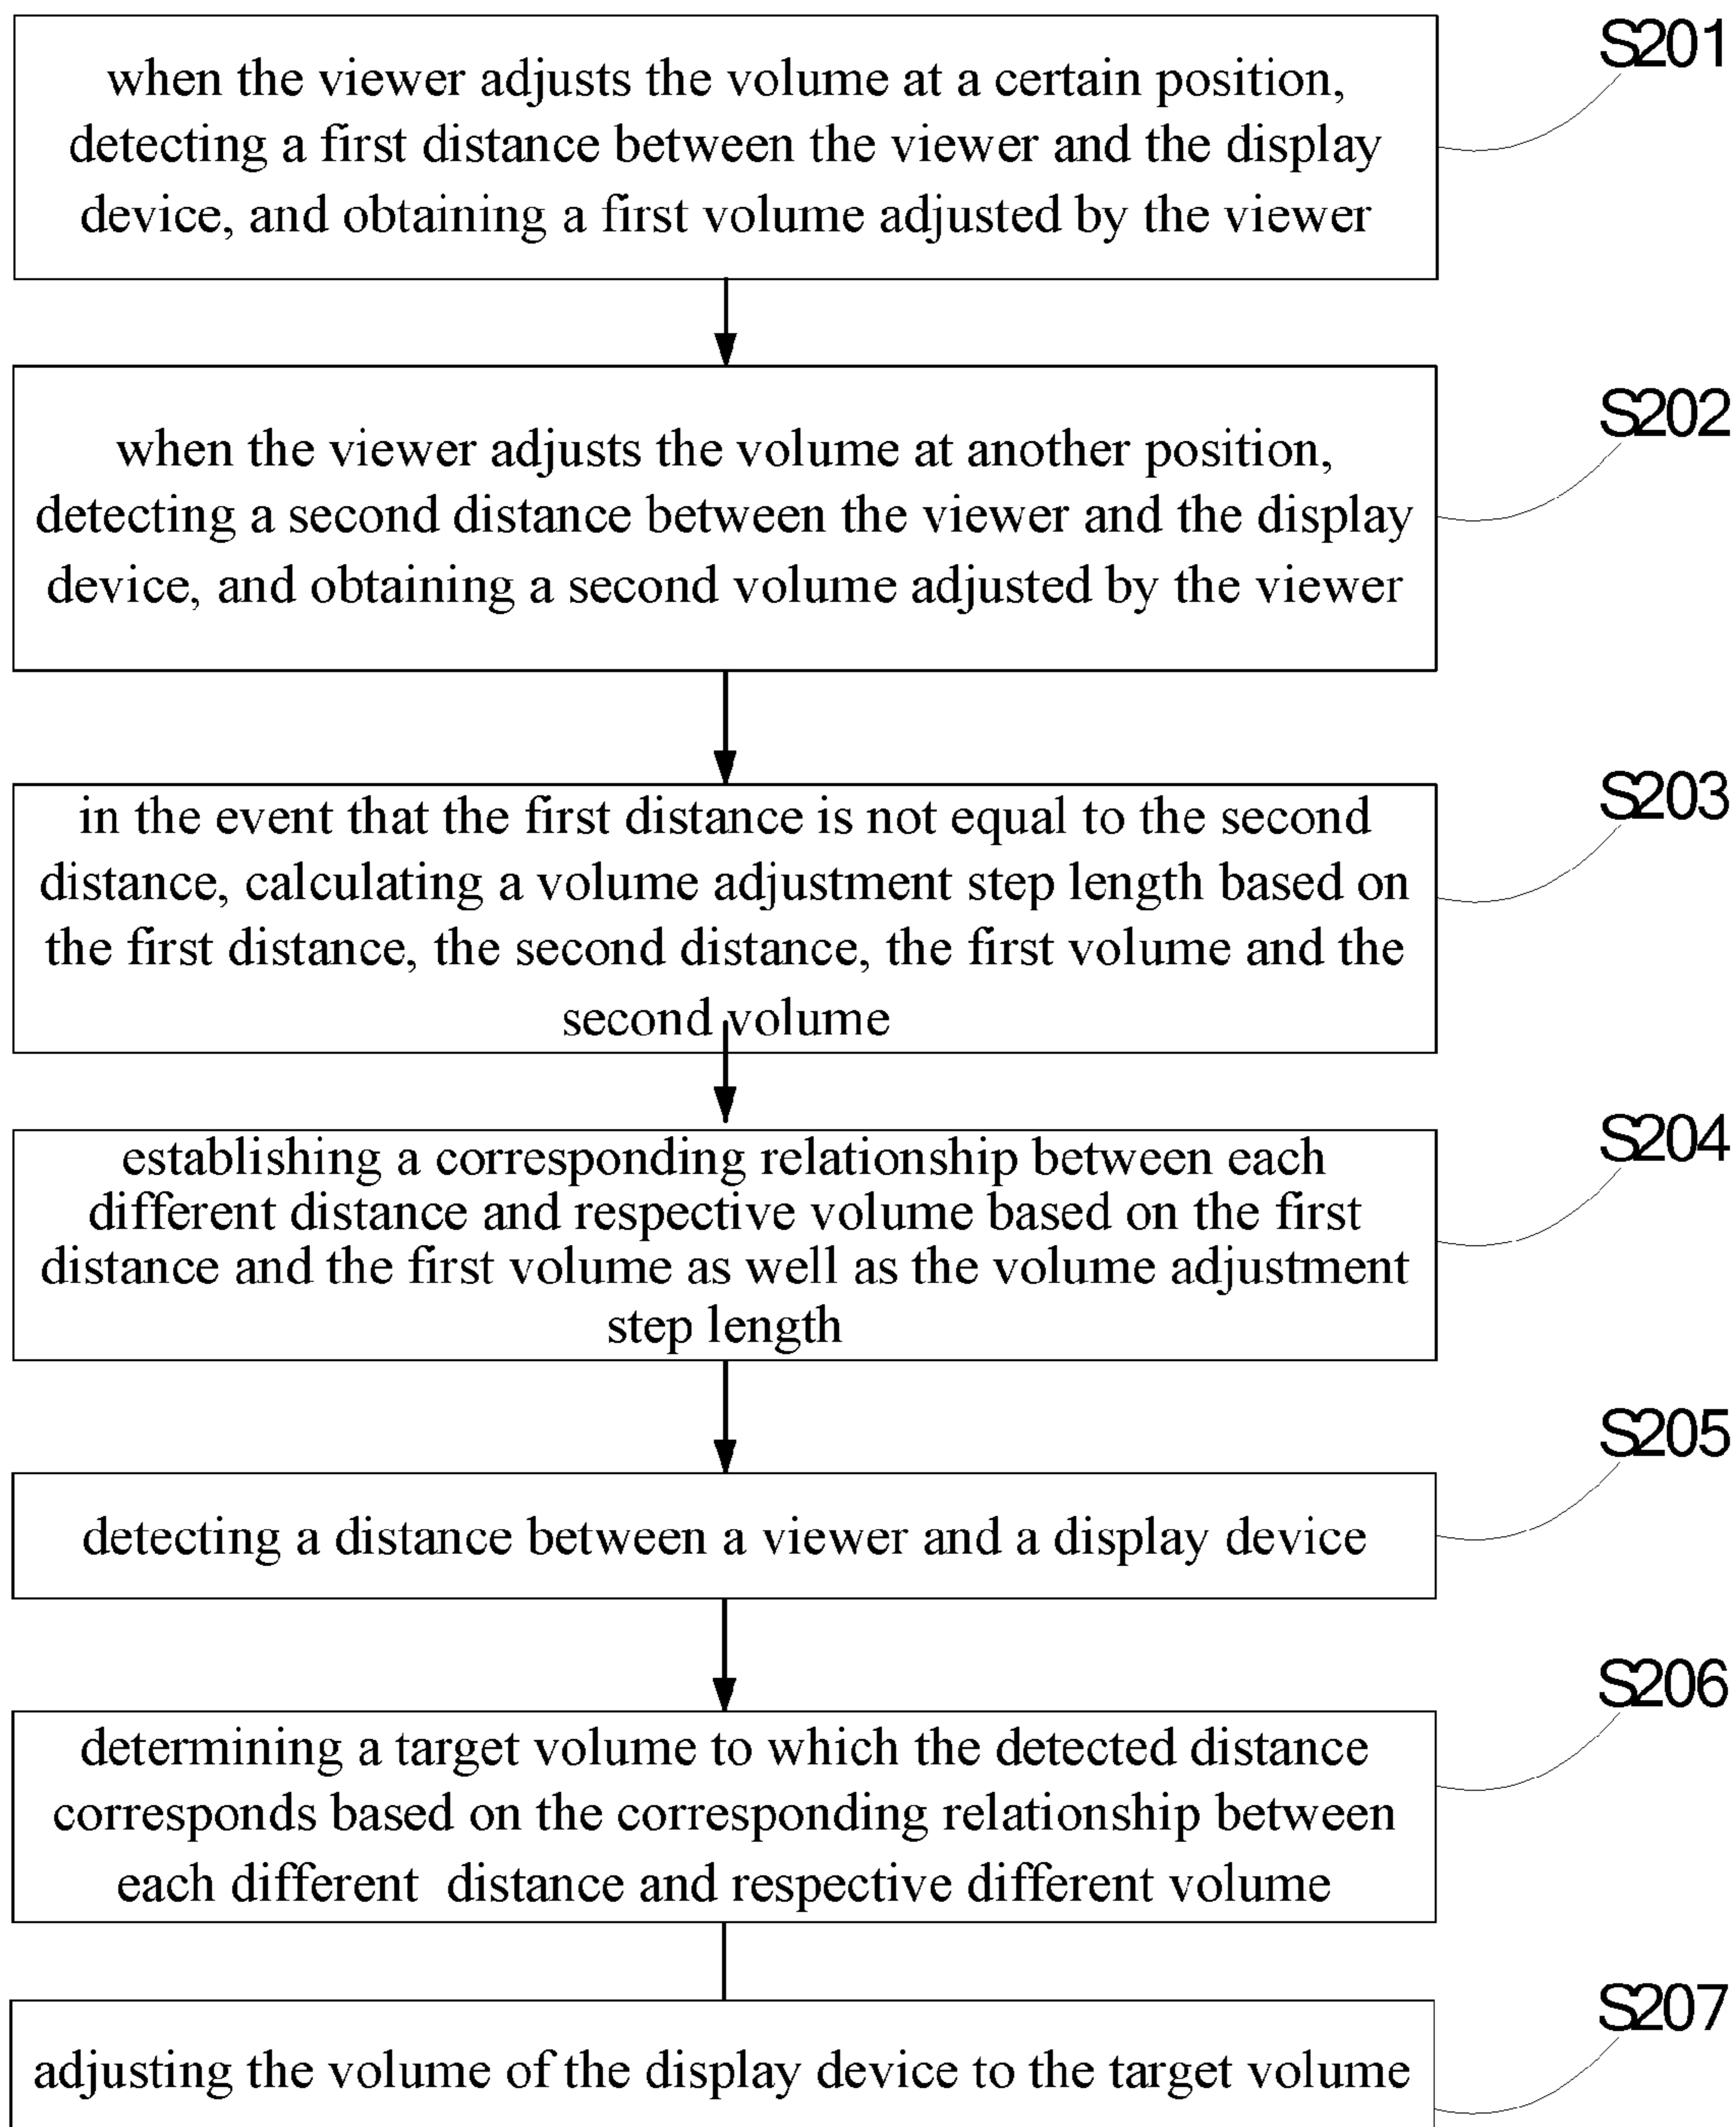 S201
when the viewer adjusts the volume at a certain position,
detecting a first distance between the viewer and the display
device, and obtaining a first volume adjusted by the viewer
S202
when the viewer adjusts the volume at another position,
detecting a second distance between the viewer and the display
device, and obtaining a second volume adjusted by the viewer
S203
in the event that the first distance is not equal to the second
distance, calculating a volume adjustment step length based on
the first distance, the second distance, the first volume and the
second volume
S204
establishing a corresponding relationship between each
different distance and respective volume based on the first
distance and the first volume as well as the volume adjustment
step length
S205
detecting a distance between a viewer and a display device
S206
determining a target volume to which the detected distance
corresponds based on the corresponding relationship between
each different distance and respective different volume
S207
adjusting the volume of the display device to the target volume